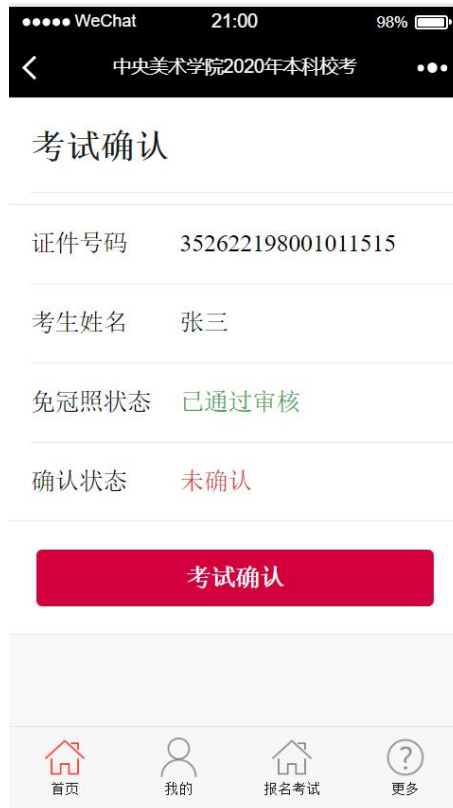 WeChat 21:00 98%
中央美术学院2020年本科校考
考试确认
证件号码 352622198001011515
考生姓名 张三
免冠照状态 已通过审核
确认状态 未确认
考试确认
首页 我的 报名考试 更多